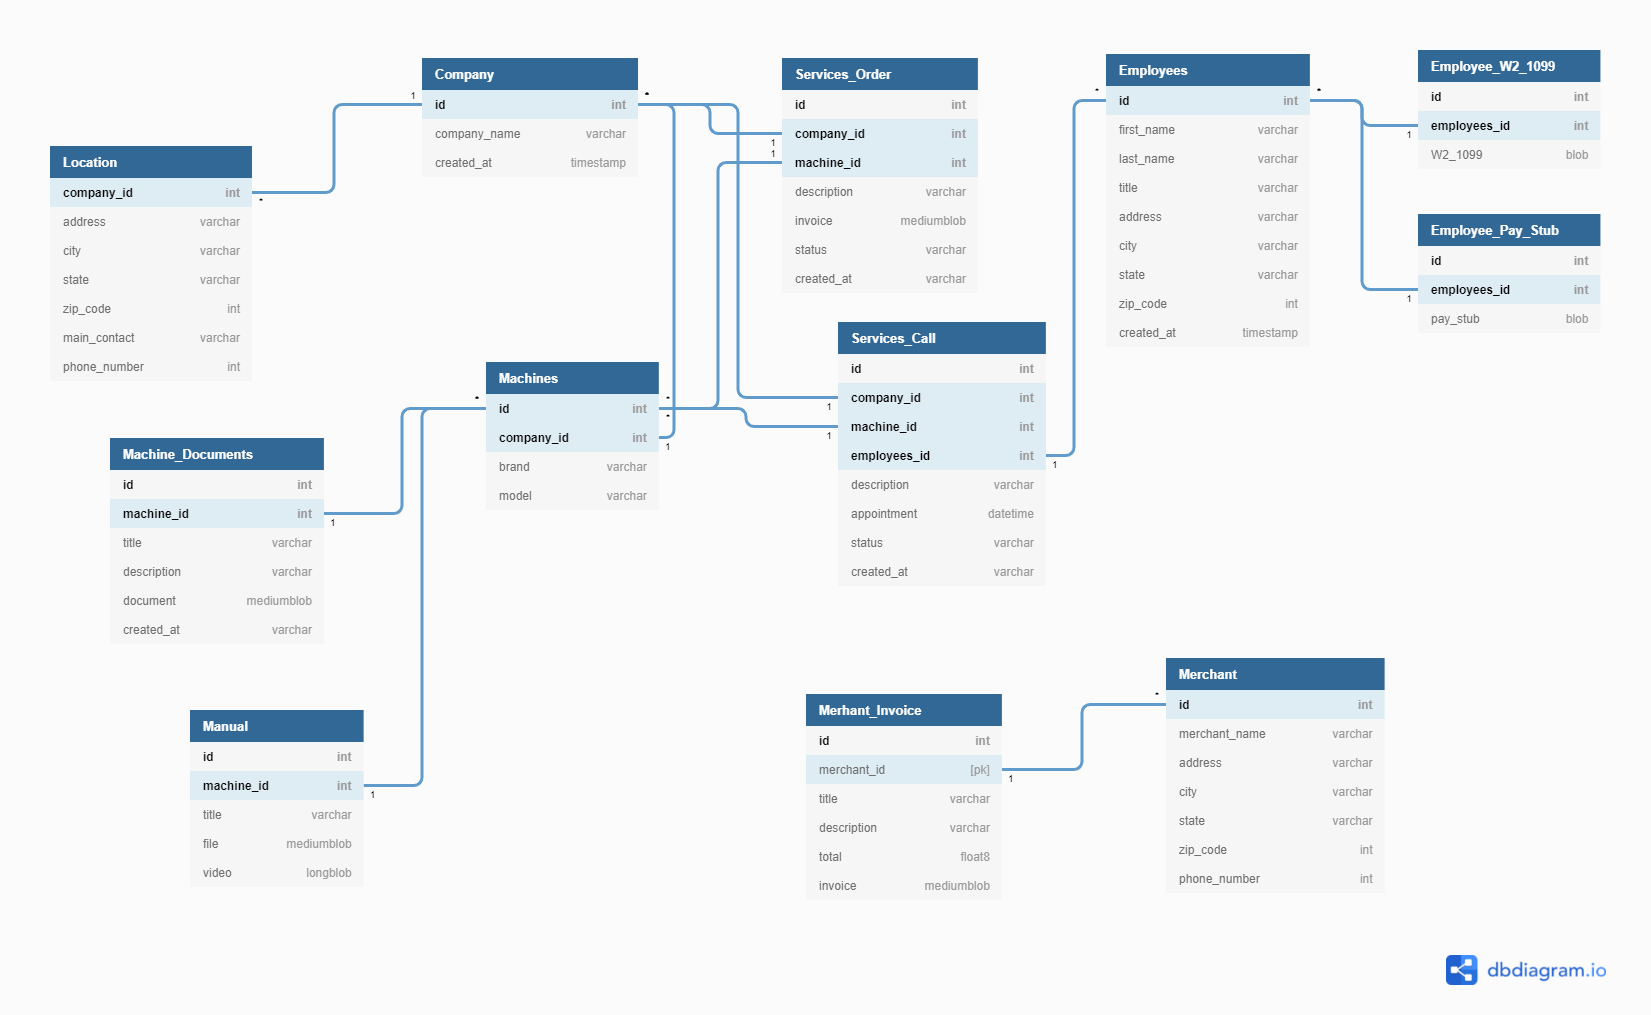 Company
id int
company_name varchar
created_at timestamp
1
*
Location
company_id int
address varchar
city varchar
state varchar
zip_code int
main_contact varchar
phone_number int
*
Services_Order
id int
company_id int
machine_id int
description varchar
invoice mediumblob
status varchar
created_at varchar
1
1
Employees
id int
first_name varchar
last_name varchar
title varchar
address varchar
city varchar
state varchar
zip_code int
created_at timestamp
*
*
Employee_W2_1099
id int
employees_id int
W2_1099 blob
1
Employee_Pay_Stub
id int
employees_id int
pay_stub blob
1
Services_Call
id int
company_id int
machine_id int
employees_id int
description varchar
appointment datetime
status varchar
created_at varchar
1
1
1
Machines
id int
company_id int
brand varchar
model varchar
*
*
*
1
Machine_Documents
id int
machine_id int
title varchar
description varchar
document mediumblob
created_at varchar
1
Manual
id int
machine_id int
title varchar
file mediumblob
video longblob
1
Merhant_Invoice
id int
merchant_id [pk]
title varchar
description varchar
total float8
invoice mediumblob
1
Merchant
id int
merchant_name varchar
address varchar
city varchar
state varchar
zip_code int
phone_number int
*
dbdiagram.io